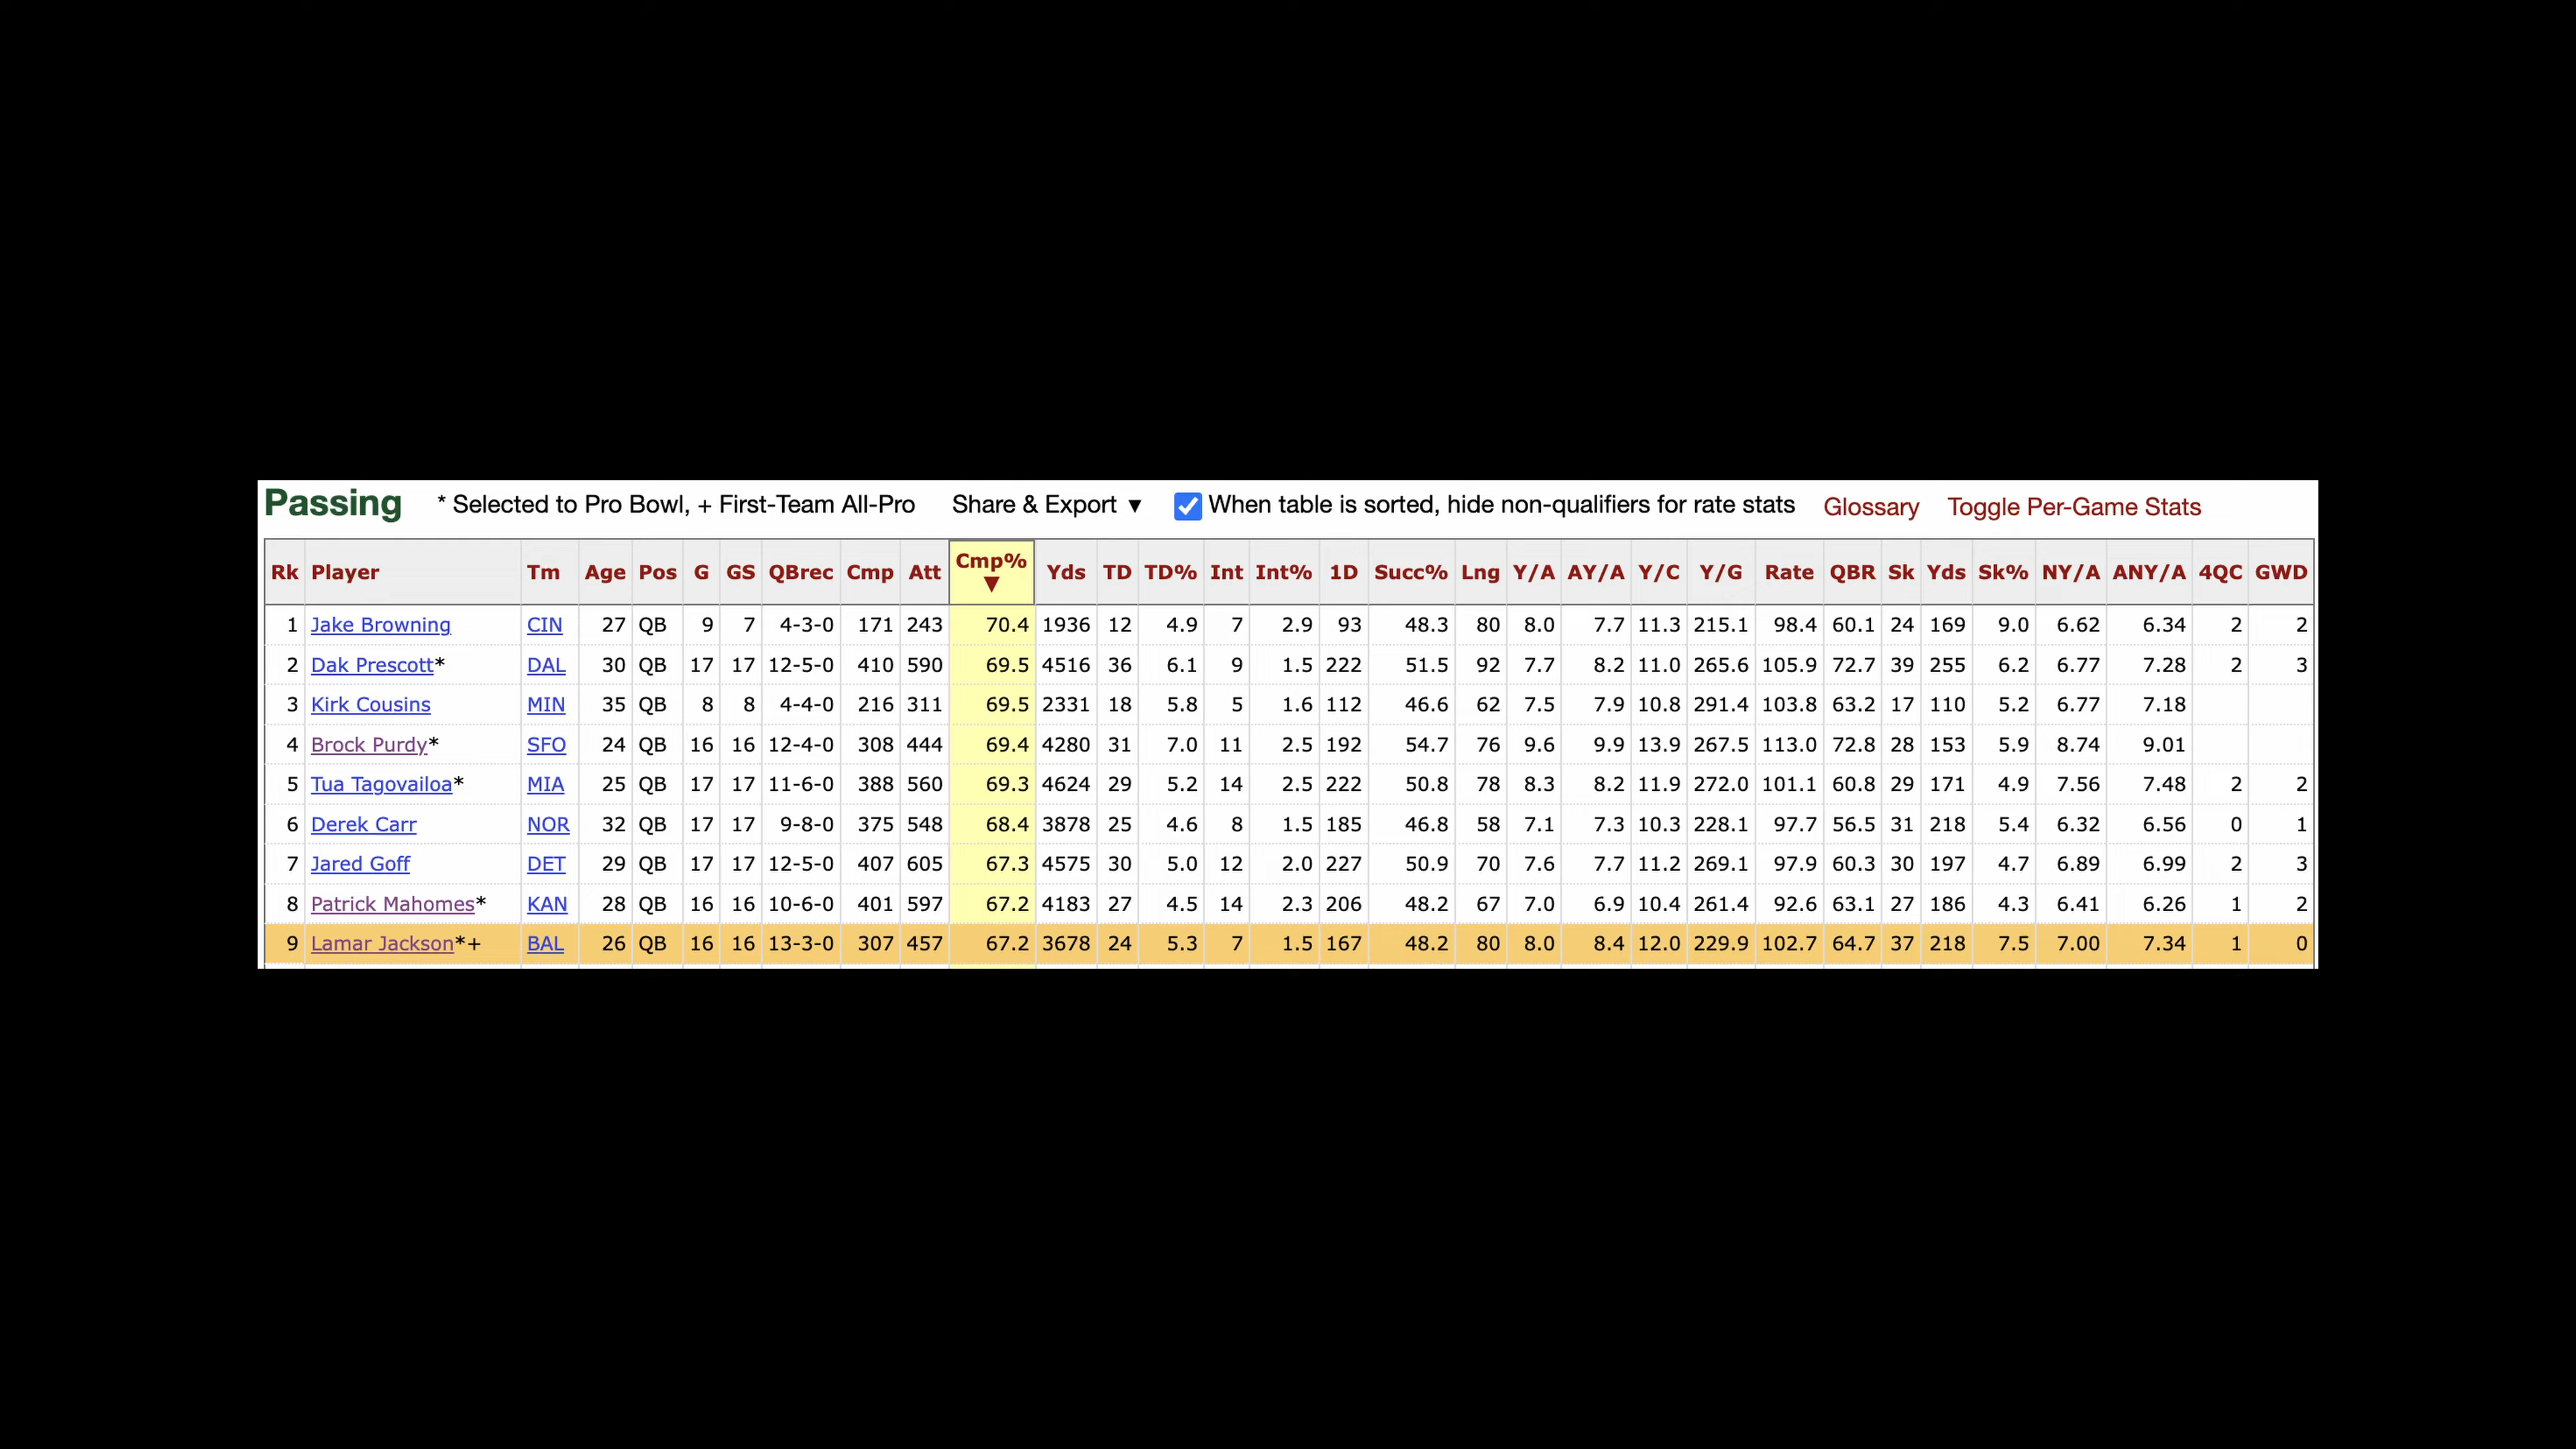 Passing * Selected to Pro Bowl, + First-Team All-Pro Share & Export ▼ When table is sorted, hide non-qualifiers for rate stats Glossary Toggle Per-Game Stats
Rk Player Tm Age Pos G GS QBrec Cmp Att Cmp% ▼ Yds TD TD% Int Int% 1D Succ% Lng Y/A AY/A Y/C Y/G Rate QBR Sk Yds Sk% NY/A ANY/A 4QC GWD
1 Jake Browning CIN 27 QB 9 7 4-3-0 171 243 70.4 1936 12 4.9 7 2.9 93 48.3 80 8.0 7.7 11.3 215.1 98.4 60.1 24 169 9.0 6.62 6.34 2 2
2 Dak Prescott* DAL 30 QB 17 17 12-5-0 410 590 69.5 4516 36 6.1 9 1.5 222 51.5 92 7.7 8.2 11.0 265.6 105.9 72.7 39 255 6.2 6.77 7.28 2 3
3 Kirk Cousins MIN 35 QB 8 8 4-4-0 216 311 69.5 2331 18 5.8 5 1.6 112 46.6 62 7.5 7.9 10.8 291.4 103.8 63.2 17 110 5.2 6.77 7.18
4 Brock Purdy* SFO 24 QB 16 16 12-4-0 308 444 69.4 4280 31 7.0 11 2.5 192 54.7 76 9.6 9.9 13.9 267.5 113.0 72.8 28 153 5.9 8.74 9.01
5 Tua Tagovailoa* MIA 25 QB 17 17 11-6-0 388 560 69.3 4624 29 5.2 14 2.5 222 50.8 78 8.3 8.2 11.9 272.0 101.1 60.8 29 171 4.9 7.56 7.48 2 2
6 Derek Carr NOR 32 QB 17 17 9-8-0 375 548 68.4 3878 25 4.6 8 1.5 185 46.8 58 7.1 7.3 10.3 228.1 97.7 56.5 31 218 5.4 6.32 6.56 0 1
7 Jared Goff DET 29 QB 17 17 12-5-0 407 605 67.3 4575 30 5.0 12 2.0 227 50.9 70 7.6 7.7 11.2 269.1 97.9 60.3 30 197 4.7 6.89 6.99 2 3
8 Patrick Mahomes* KAN 28 QB 16 16 10-6-0 401 597 67.2 4183 27 4.5 14 2.3 206 48.2 67 7.0 6.9 10.4 261.4 92.6 63.1 27 186 4.3 6.41 6.26 1 2
9 Lamar Jackson*+ BAL 26 QB 16 16 13-3-0 307 457 67.2 3678 24 5.3 7 1.5 167 48.2 80 8.0 8.4 12.0 229.9 102.7 64.7 37 218 7.5 7.00 7.34 1 0